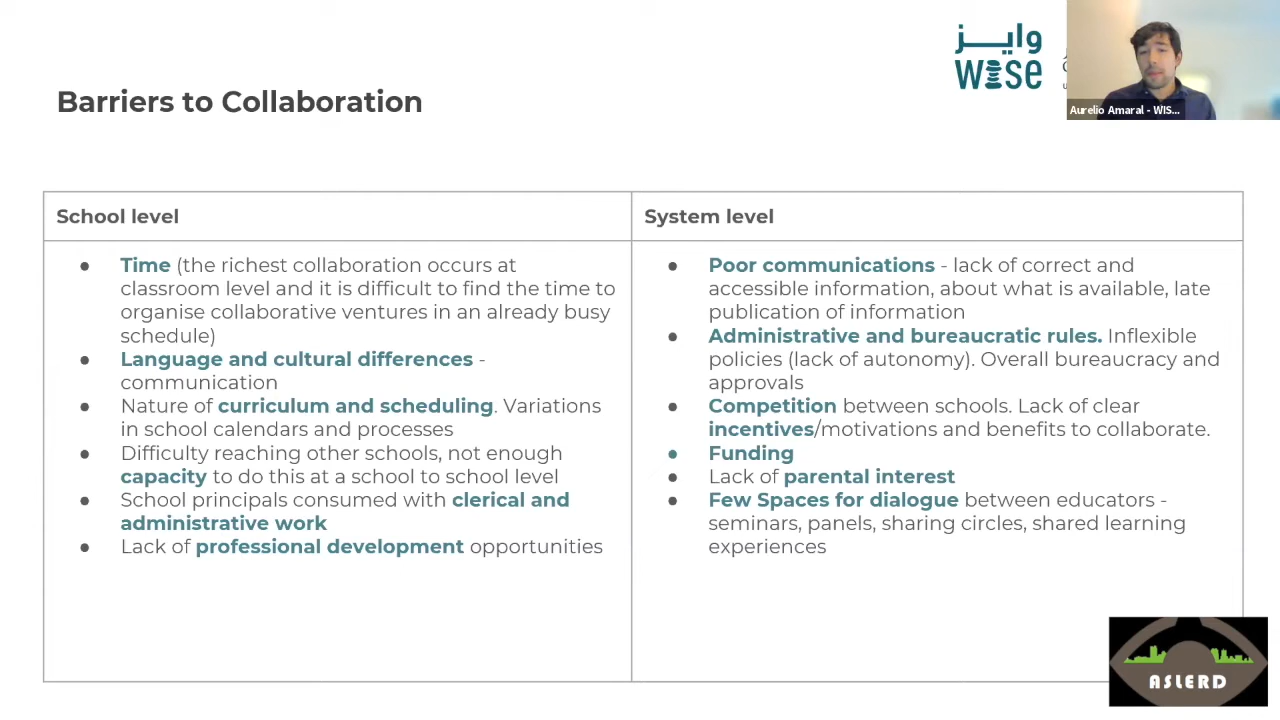 وايز
wise
Aurelio Amaral - WIS...
Barriers to Collaboration
School level
System level
● Time (the richest collaboration occurs at
classroom level and it is difficult to find the time to
organise collaborative ventures in an already busy
schedule)
● Language and cultural differences -
communication
● Nature of curriculum and scheduling. Variations
in school calendars and processes
● Difficulty reaching other schools, not enough
capacity to do this at a school to school level
● School principals consumed with clerical and
administrative work
● Lack of professional development opportunities
● Poor communications - lack of correct and
accessible information, about what is available, late
publication of information
● Administrative and bureaucratic rules. Inflexible
policies (lack of autonomy). Overall bureaucracy and
approvals
● Competition between schools. Lack of clear
incentives/motivations and benefits to collaborate.
● Funding
● Lack of parental interest
● Few Spaces for dialogue between educators -
seminars, panels, sharing circles, shared learning
experiences
ASLERD